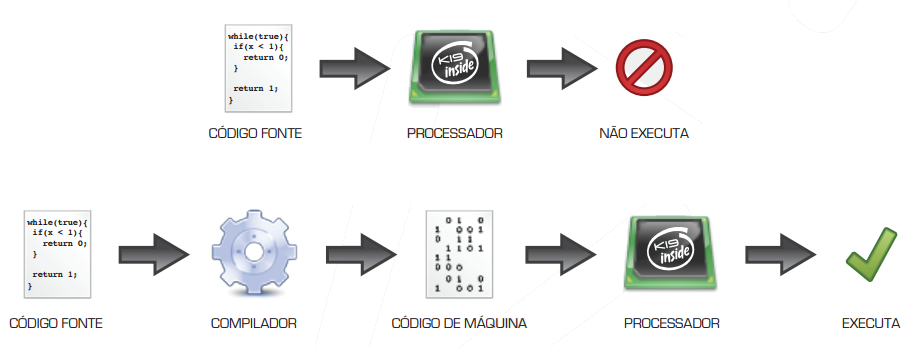 while(true){
if(x < 1){
return 0;
}
return 1;
}
K19
inside
CÓDIGO FONTE
PROCESSADOR
NÃO EXECUTA
while(true){
if(x < 1){
return 0;
}
return 1;
}
0 1 0
1 0 0 1
0 1 1
1 1 0 1
1 1
0 0 0
0 1 0
1 0 0 1
K19
inside
CÓDIGO FONTE
COMPILADOR
CÓDIGO DE MÁQUINA
PROCESSADOR
EXECUTA